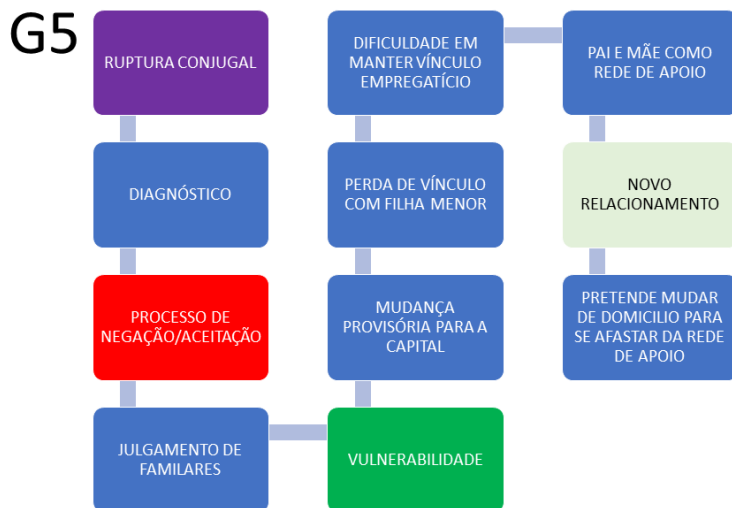 G5
RUPTURA CONJUGAL
DIAGNÓSTICO
PROCESSO DE
NEGAÇÃO/ACEITAÇÃO
JULGAMENTO DE
FAMILARES
VULNERABILIDADE
MUDANÇA
PROVISÓRIA PARA A
CAPITAL
PERDA DE VÍNCULO
COM FILHA MENOR
DIFICULDADE EM
MANTER VÍNCULO
EMPREGATÍCIO
PAI E MÃE COMO
REDE DE APOIO
NOVO
RELACIONAMENTO
PRETENDE MUDAR
DE DOMICILIO PARA
SE AFASTAR DA REDE
DE APOIO